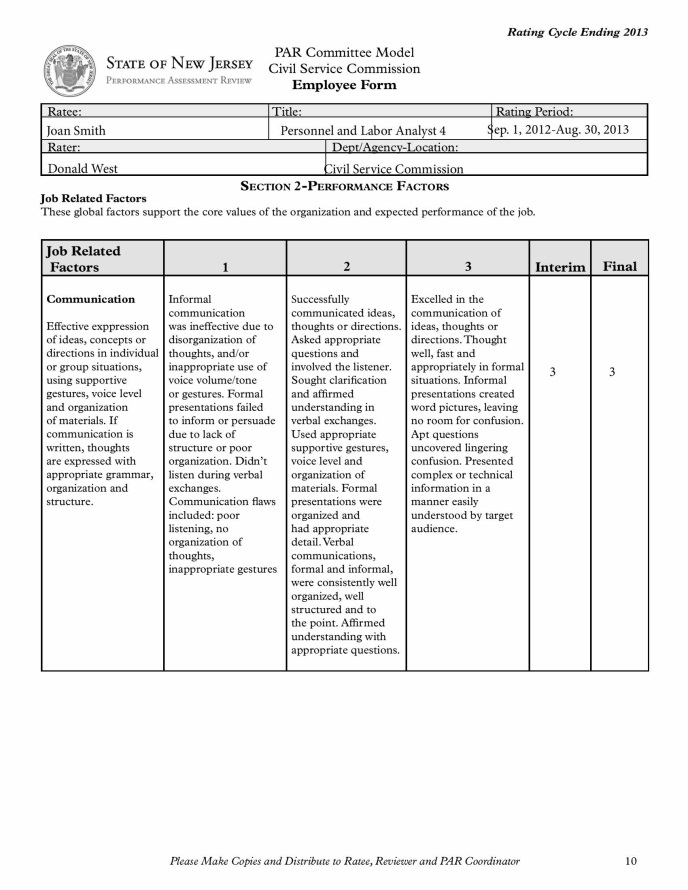 Rating Cycle Ending 2013
PAR Committee Model
STATE OF NEW JERSEY
Civil Service Commission
PERFORMANCE ASSESSMENT REVIEW
Employee Form
Ratee: Title: Rating Period:
Joan Smith Personnel and Labor Analyst 4 Sep. 1, 2012-Aug. 30, 2013
Rater: Dept/Agency-Location:
Donald West Civil Service Commission
SECTION 2-PERFORMANCE FACTORS
Job Related Factors
These global factors support the core values of the organization and expected performance of the job.
Job Related
Factors
1
2
3
Interim
Final
Communication
Effective exppression
of ideas, concepts or
directions in individual
or group situations,
using supportive
gestures, voice level
and organization
of materials. If
communication is
written, thoughts
are expressed with
appropriate grammar,
organization and
structure.
Informal
communication
was ineffective due to
disorganization of
thoughts, and/or
inappropriate use of
voice volume/tone
or gestures. Formal
presentations failed
to inform or persuade
due to lack of
structure or poor
organization. Didn't
listen during verbal
exchanges.
Communication flaws
included: poor
listening, no
organization of
thoughts,
inappropriate gestures
Successfully
communicated ideas,
thoughts or directions.
Asked appropriate
questions and
involved the listener.
Sought clarification
and affirmed
understanding in
verbal exchanges.
Used appropriate
supportive gestures,
voice level and
organization of
materials. Formal
presentations were
organized and
had appropriate
detail. Verbal
communications,
formal and informal,
were consistently well
organized, well
structured and to
the point. Affirmed
understanding with
appropriate questions.
Excelled in the
communication of
ideas, thoughts or
directions. Thought
well, fast and
appropriately in formal
situations. Informal
presentations created
word pictures, leaving
no room for confusion.
Apt questions
uncovered lingering
confusion. Presented
complex or technical
information in a
manner easily
understood by target
audience.
3
3
Please Make Copies and Distribute to Ratee, Reviewer and PAR Coordinator
10